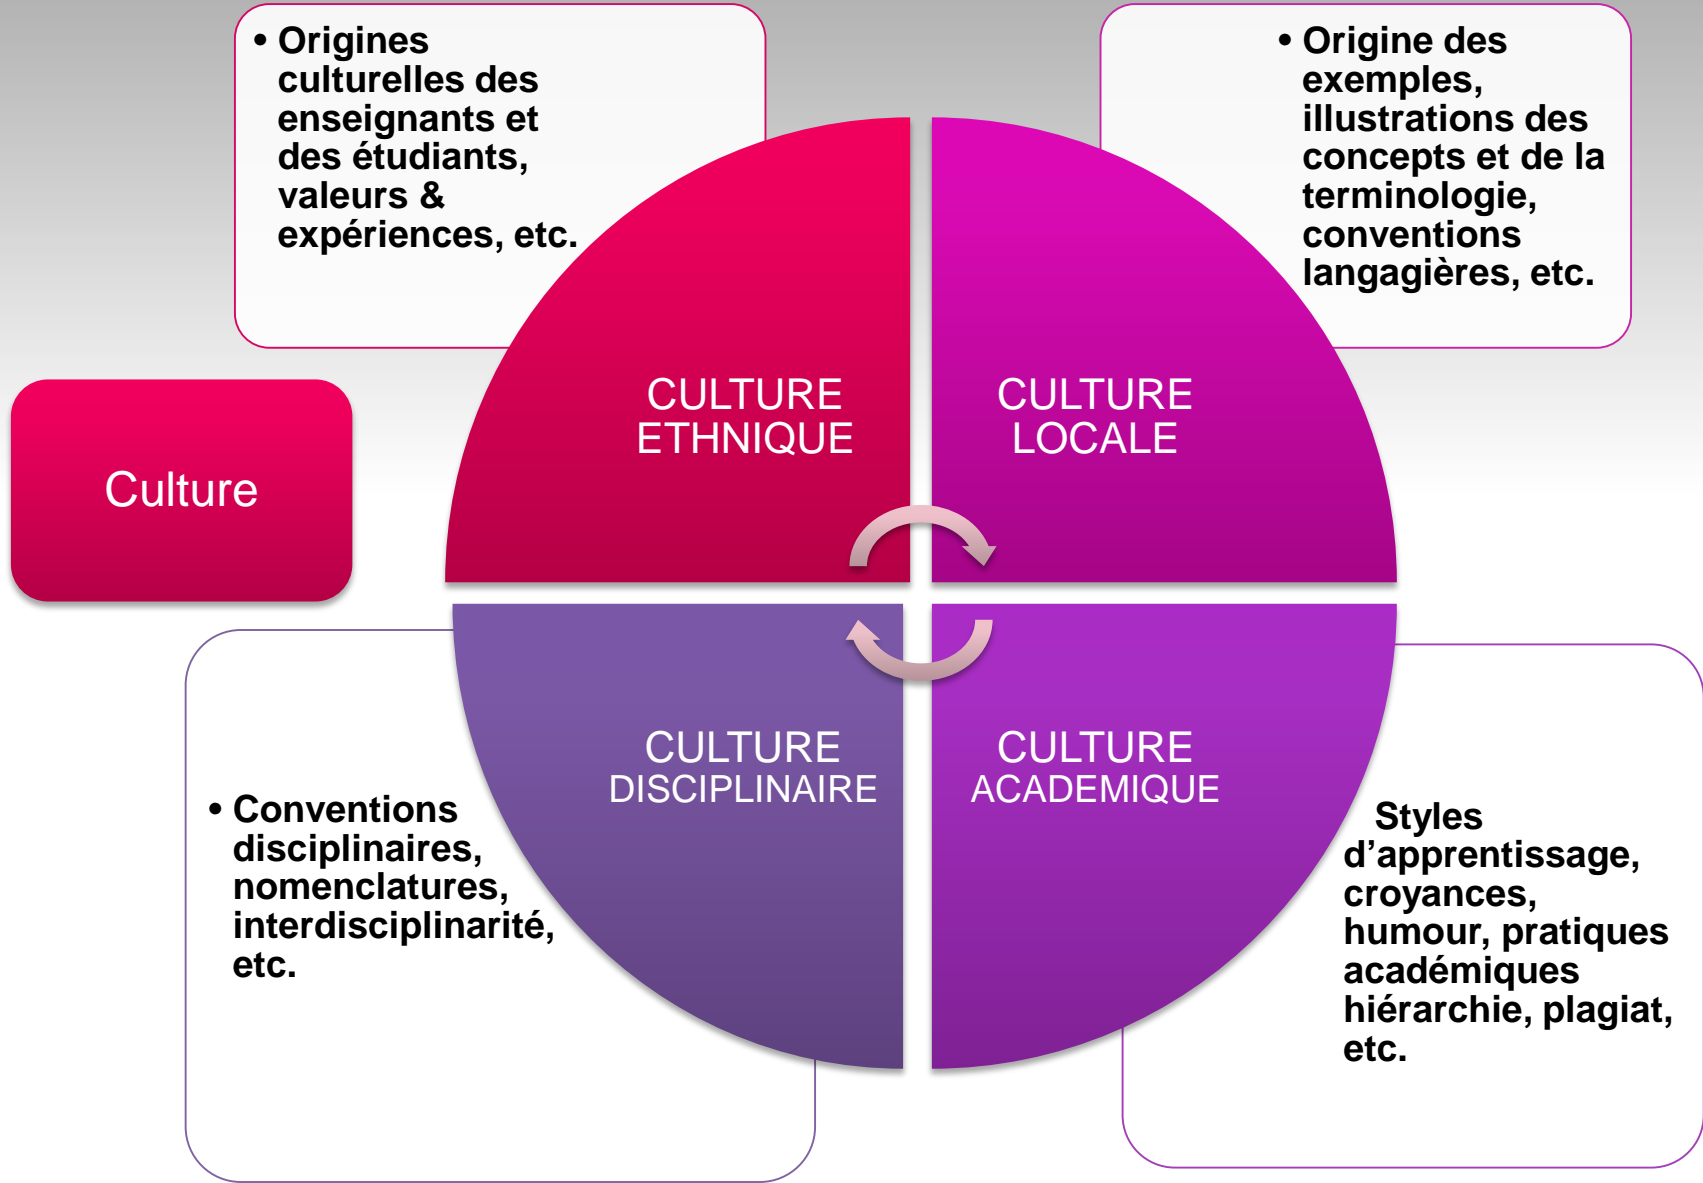 • Origines
culturelles des
enseignants et
des étudiants,
valeurs &
expériences, etc.
• Origine des
exemples,
illustrations des
concepts et de la
terminologie,
conventions
langagières, etc.
CULTURE
ETHNIQUE
CULTURE
LOCALE
Culture
CULTURE
DISCIPLINAIRE
CULTURE
ACADEMIQUE
• Conventions
disciplinaires,
nomenclatures,
interdisciplinarité,
etc.
Styles
d’apprentissage,
croyances,
humour, pratiques
académiques
hiérarchie, plagiat,
etc.